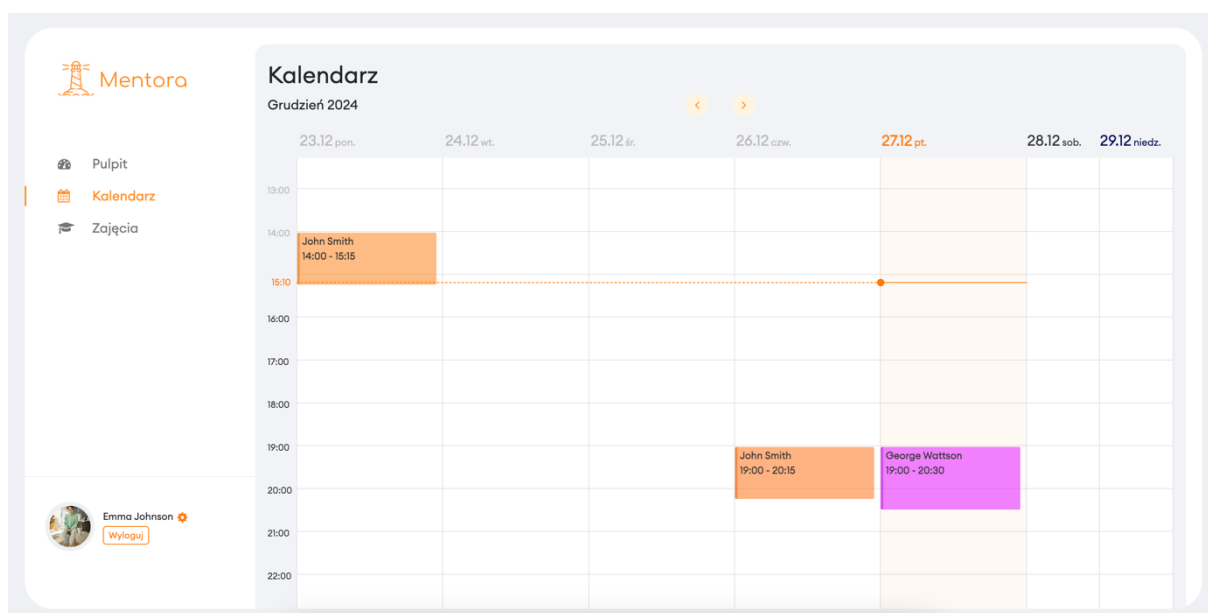 Mentora
Pulpit
Kalendarz
Zajęcia
Emma Johnson
Wyloguj
Kalendarz
Grudzień 2024
23.12 pon. 24.12 wt. 25.12 śr. 26.12 czw. 27.12 pt. 28.12 sob. 29.12 niedz.
13:00
14:00
John Smith
14:00 - 15:15
15:10
16:00
17:00
18:00
19:00
John Smith George Wattson
19:00 - 20:15 19:00 - 20:30
20:00
21:00
22:00